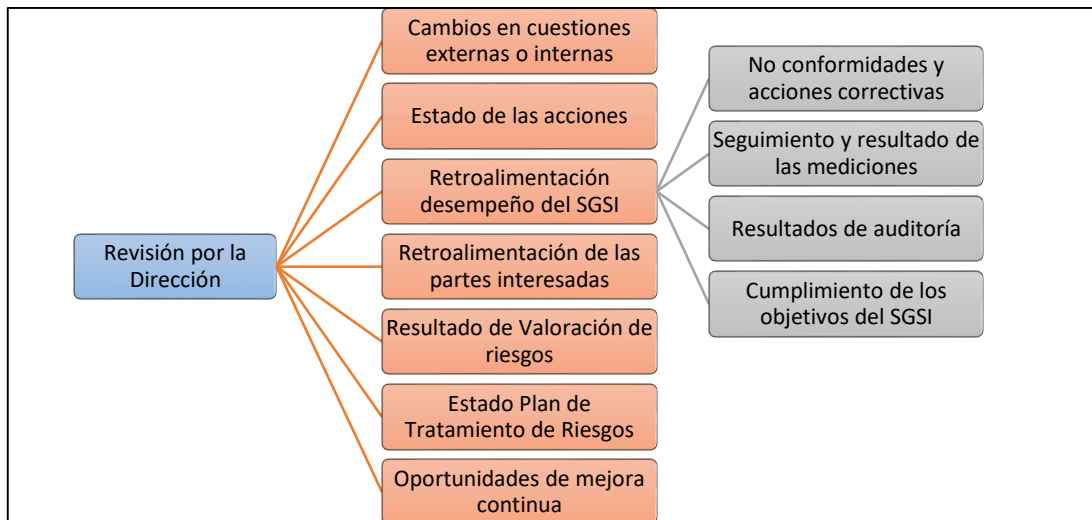 Revisión por la
Dirección
Cambios en cuestiones
externas o internas
Estado de las acciones
Retroalimentación
desempeño del SGSI
Retroalimentación de las
partes interesadas
Resultado de Valoración de
riesgos
Estado Plan de
Tratamiento de Riesgos
Oportunidades de mejora
continua
No conformidades y
acciones correctivas
Seguimiento y resultado de
las mediciones
Resultados de auditoría
Cumplimiento de los
objetivos del SGSI